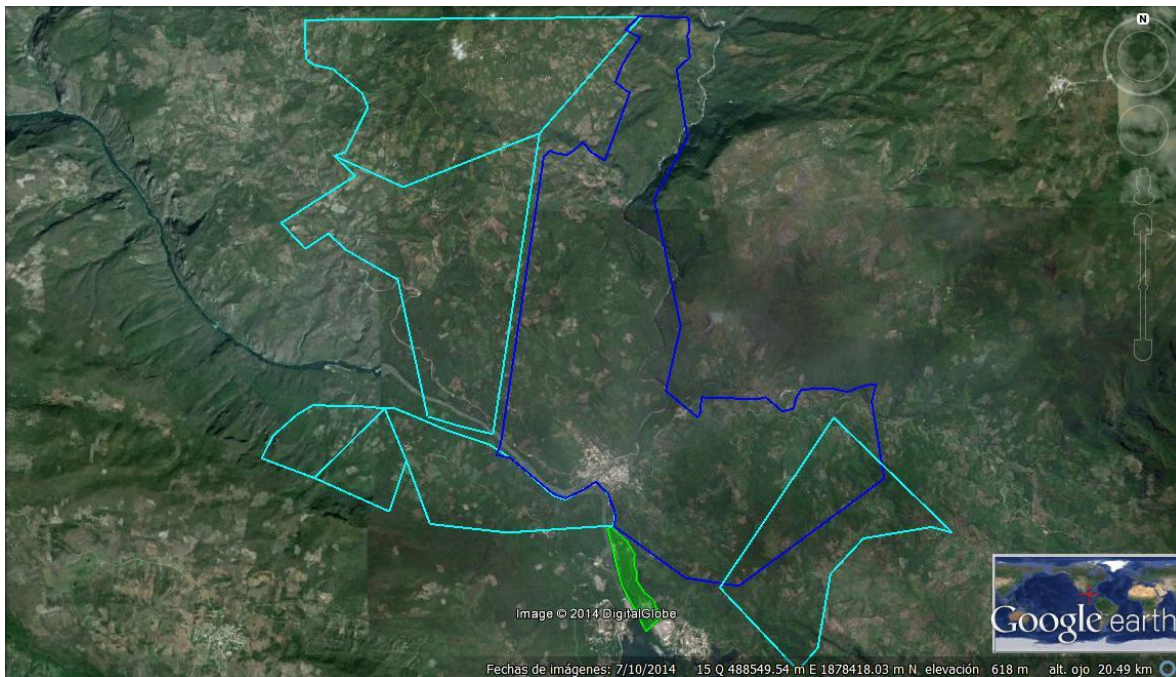 N
Image © 2014 DigitalGlobe
Google earth
Fechas de imágenes: 7/10/2014 15 Q 488549.54 m E 1878418.03 m N elevación 618 m alt. ojo 20.49 km